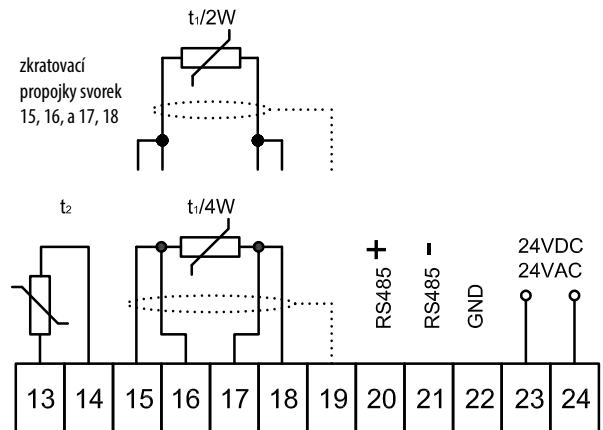 t₁/2W
zkratovací
propojky svorek
15, 16, a 17, 18
t₂
t₁/4W
+
RS485
-
RS485
GND
24VDC
24VAC
13 14 15 16 17 18 19 20 21 22 23 24